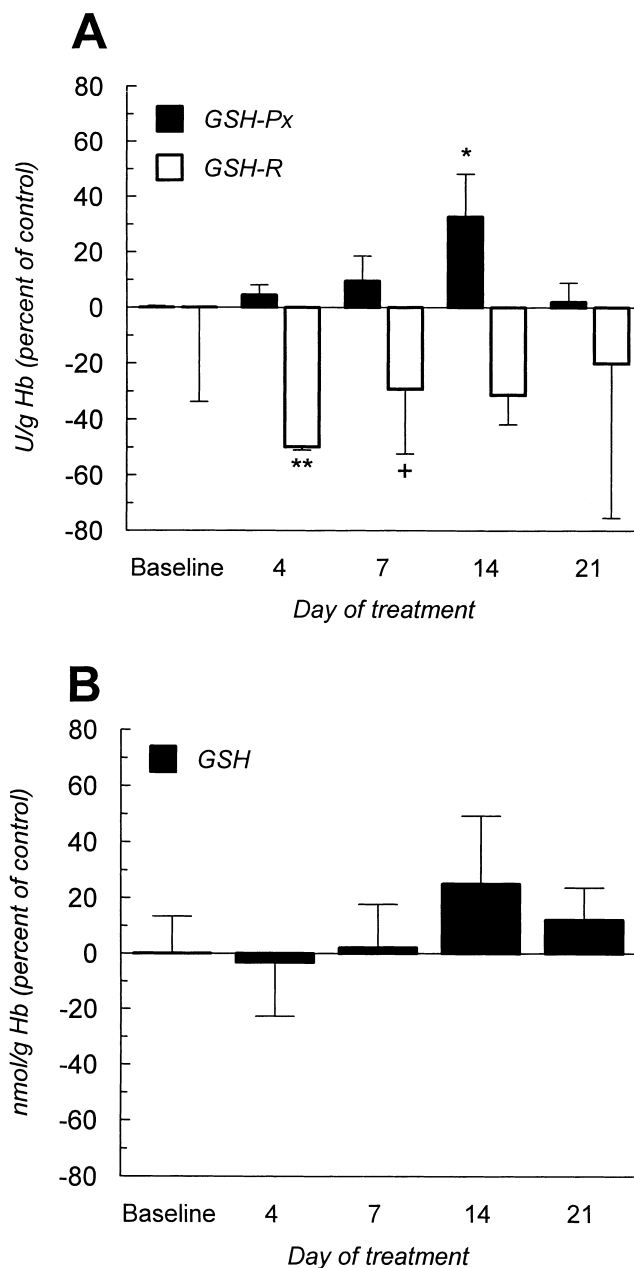 A
U/g Hb (percent of control)
80
60
40
20
0
-20
-40
-60
-80
GSH-Px
GSH-R
*
**
+
Baseline 4 7 14 21
Day of treatment
B
nmol/g Hb (percent of control)
80
60
40
20
0
-20
-40
-60
-80
GSH
Baseline 4 7 14 21
Day of treatment